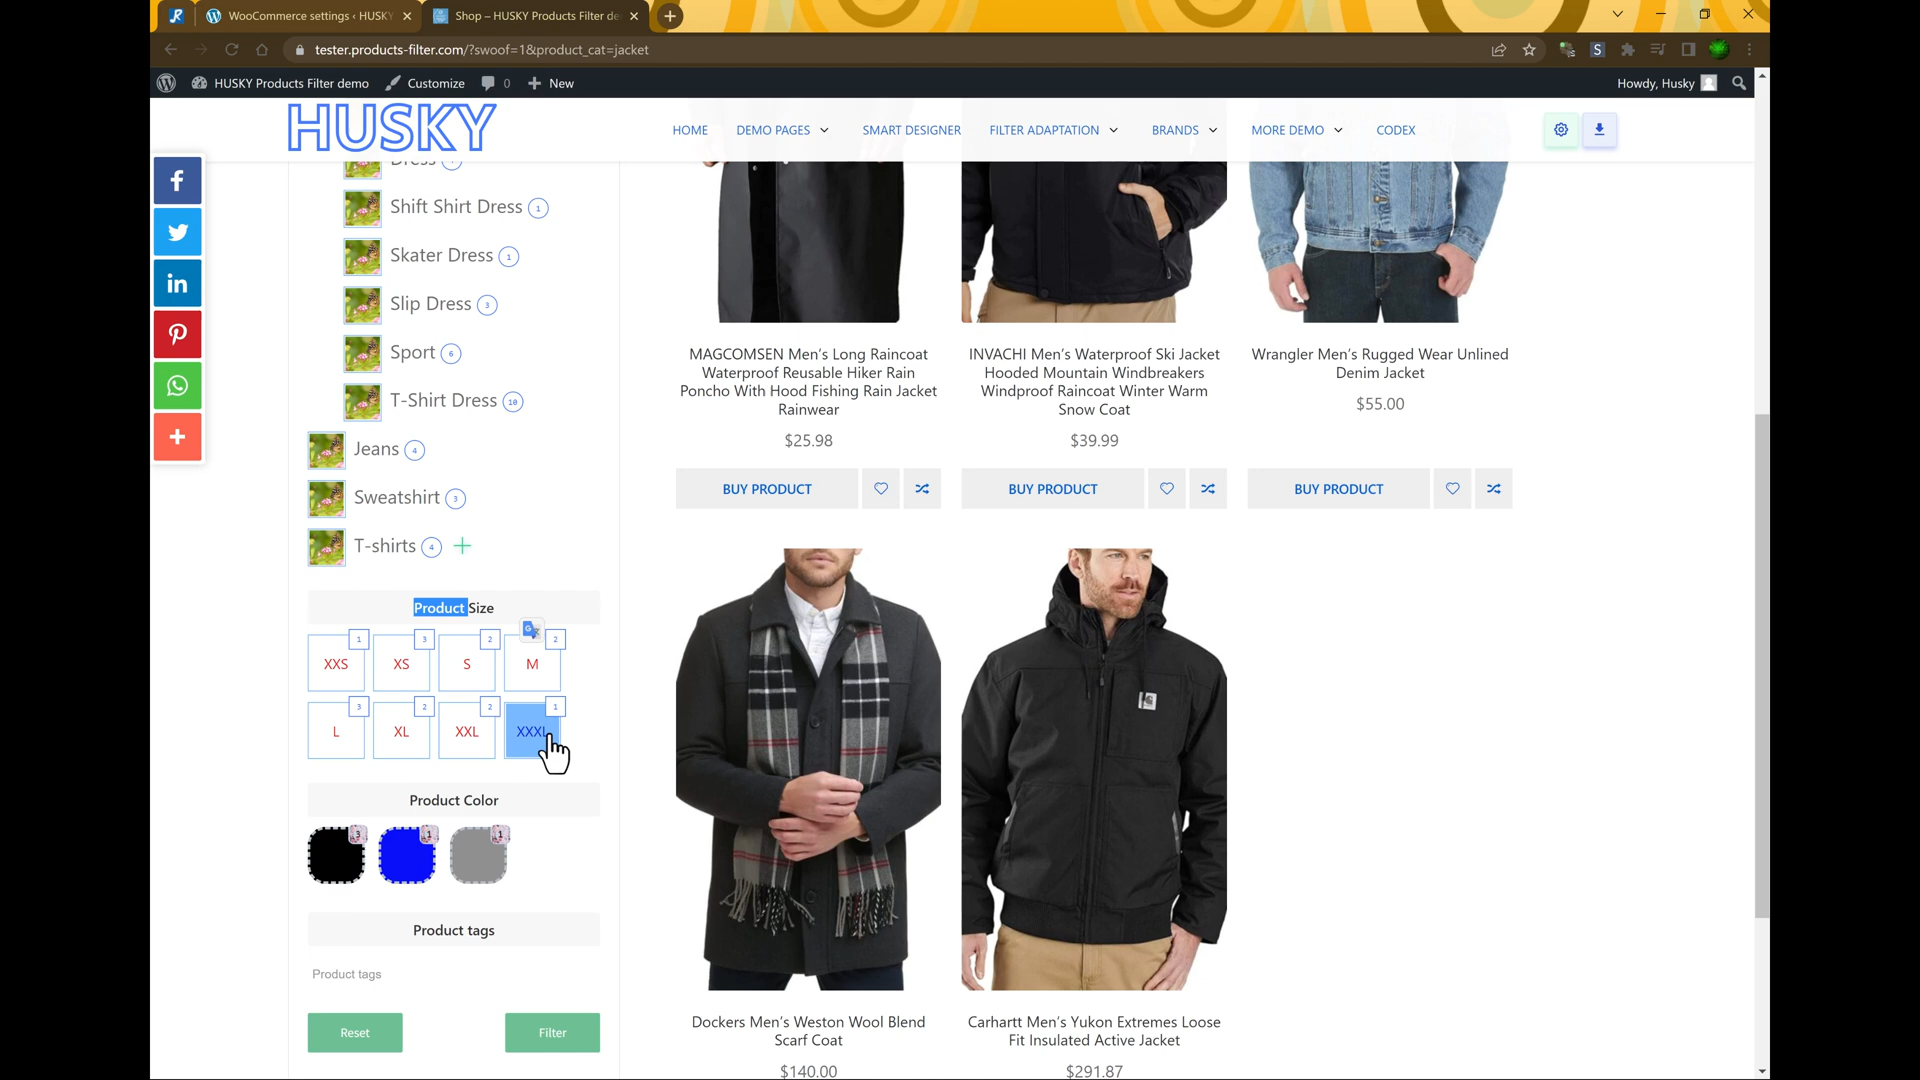 WooCommerce settings ‹ HUSKY
Shop – HUSKY Products Filter de
tester.products-filter.com/?swoof=1&product_cat=jacket
HUSKY Products Filter demo
Customize
0
New
Howdy, Husky
HUSKY
HOME
DEMO PAGES
SMART DESIGNER
FILTER ADAPTATION
BRANDS
MORE DEMO
CODEX
Dress
Shift Shirt Dress 1
Skater Dress 1
Slip Dress 3
Sport 6
T-Shirt Dress 10
Jeans 4
Sweatshirt 3
T-shirts 4
Product Size
1 3 2 2
XXS XS S M
3 2 2 1
L XL XXL XXXL
Product Color
3 1 1
Product tags
Product tags
Reset
Filter
MAGCOMSEN Men's Long Raincoat
Waterproof Reusable Hiker Rain
Poncho With Hood Fishing Rain Jacket
Rainwear
$25.98
BUY PRODUCT
INVACHI Men's Waterproof Ski Jacket
Hooded Mountain Windbreakers
Windproof Raincoat Winter Warm
Snow Coat
$39.99
BUY PRODUCT
Wrangler Men's Rugged Wear Unlined
Denim Jacket
$55.00
BUY PRODUCT
Dockers Men's Weston Wool Blend
Scarf Coat
$140.00
Carhartt Men's Yukon Extremes Loose
Fit Insulated Active Jacket
$291.87